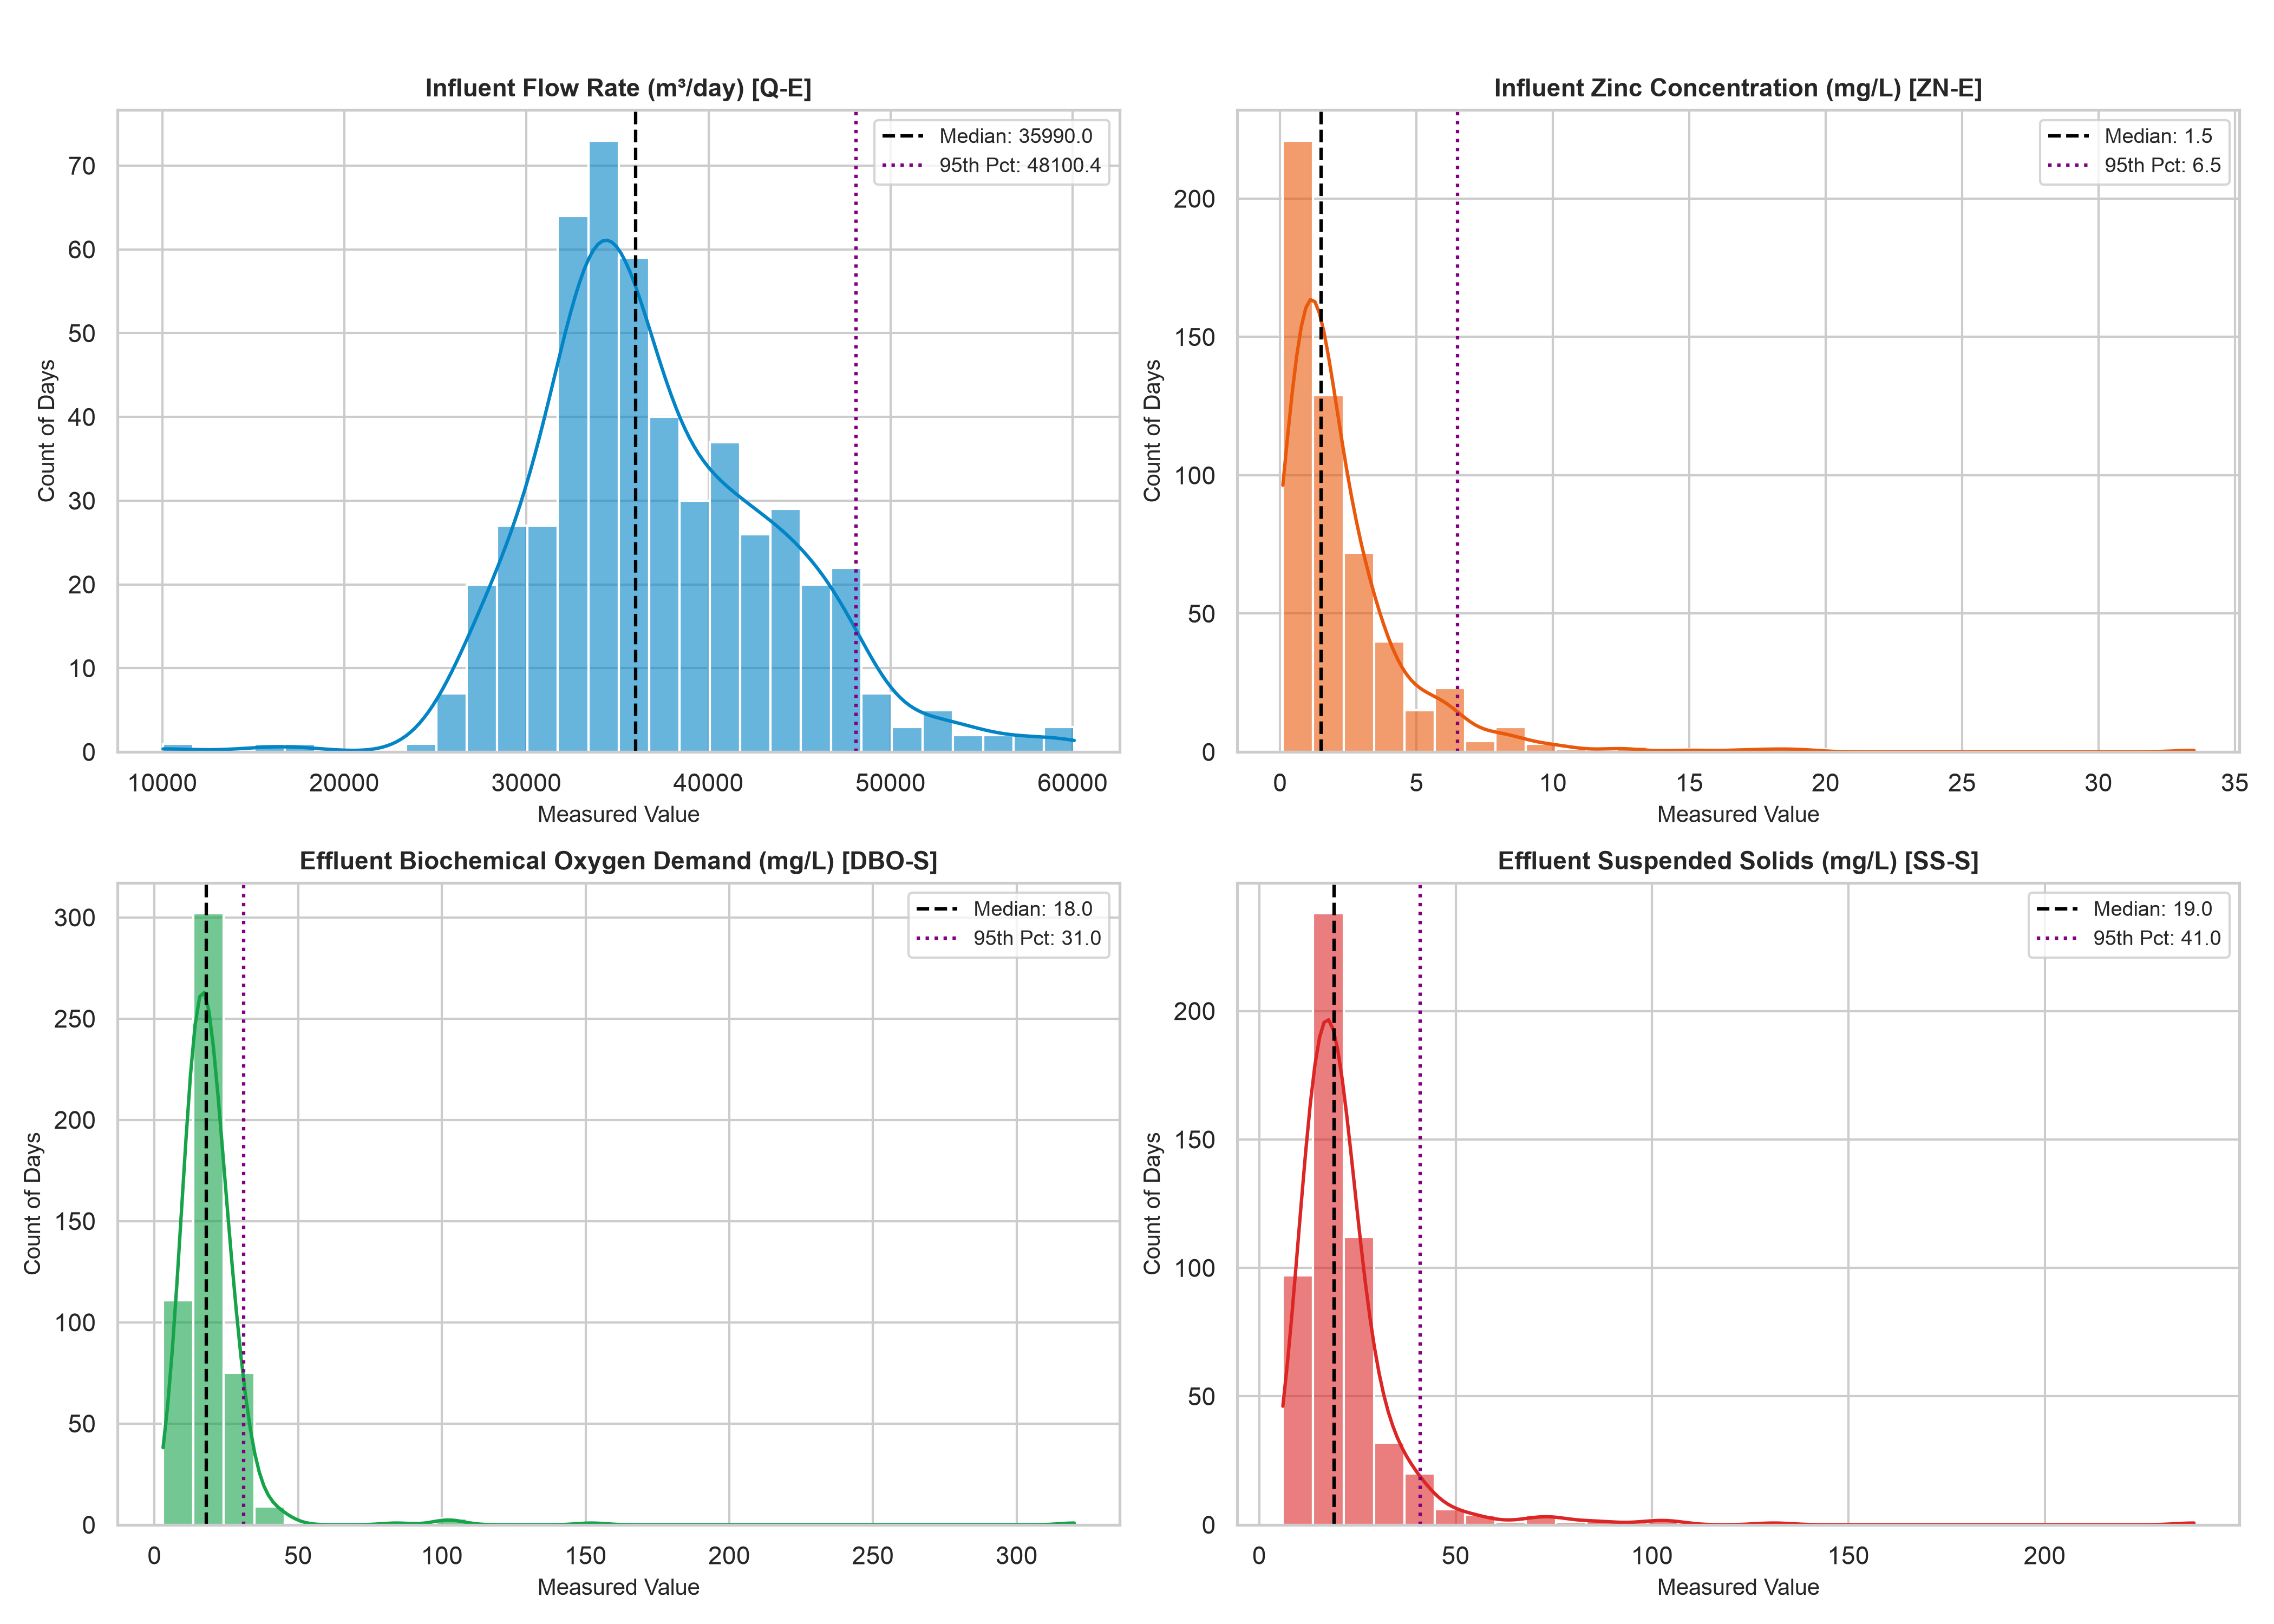 Influent Flow Rate (m³/day) [Q-E]
Median: 35990.0
95th Pct: 48100.4
Count of Days
70
60
50
40
30
20
10
0
10000 20000 30000 40000 50000 60000
Measured Value
Influent Zinc Concentration (mg/L) [ZN-E]
Median: 1.5
95th Pct: 6.5
Count of Days
200
150
100
50
0
0 5 10 15 20 25 30 35
Measured Value
Effluent Biochemical Oxygen Demand (mg/L) [DBO-S]
Median: 18.0
95th Pct: 31.0
Count of Days
300
250
200
150
100
50
0
0 50 100 150 200 250 300
Measured Value
Effluent Suspended Solids (mg/L) [SS-S]
Median: 19.0
95th Pct: 41.0
Count of Days
200
150
100
50
0
0 50 100 150 200
Measured Value